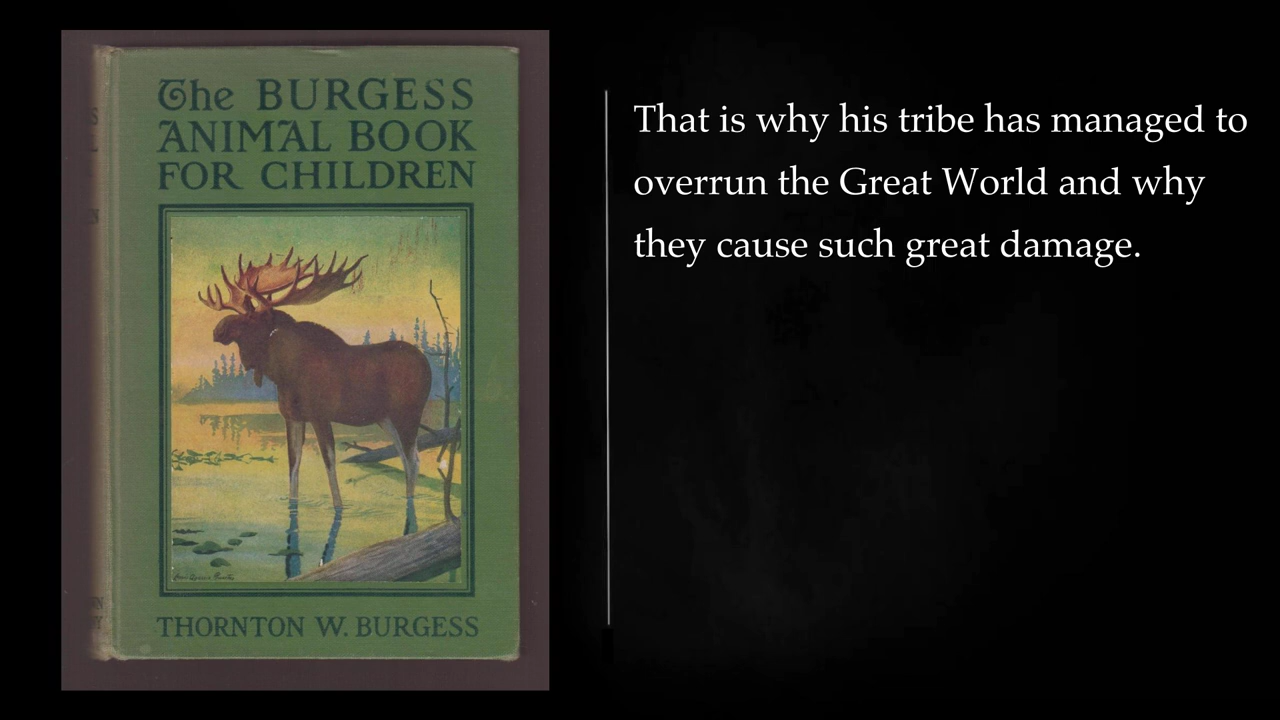 The BURGESS
ANIMAL BOOK
FOR CHILDREN
THORNTON W. BURGESS
That is why his tribe has managed to
overrun the Great World and why
they cause such great damage.